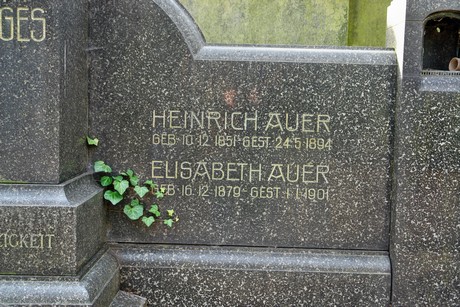 GES
HEINRICH AUER
GEB·10·12·1851·GEST·24·5·1894
ELISABETH AUER
GEB·16·12·1879-GEST·1·1·1901
ZIGKEIT